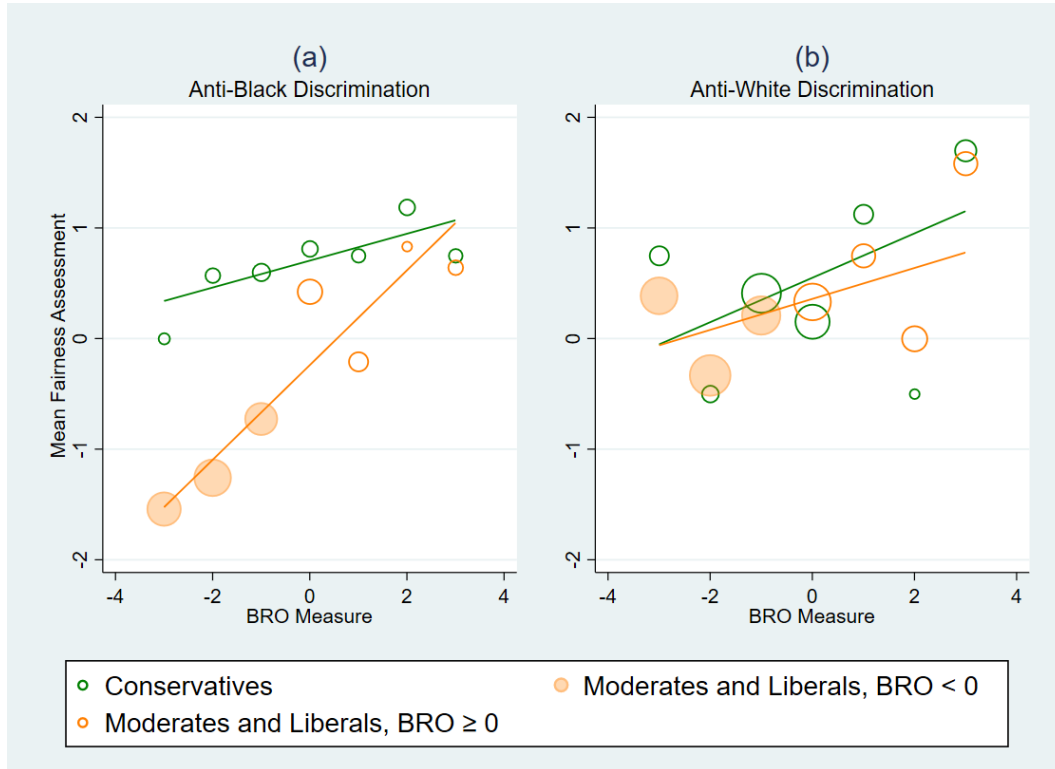 (a)
Anti-Black Discrimination
Mean Fairness Assessment
2
1
0
-1
-2
-4
-2
0
2
4
BRO Measure
(b)
Anti-White Discrimination
2
1
0
-1
-2
-4
-2
0
2
4
BRO Measure
Conservatives
Moderates and Liberals, BRO < 0
Moderates and Liberals, BRO ≥ 0